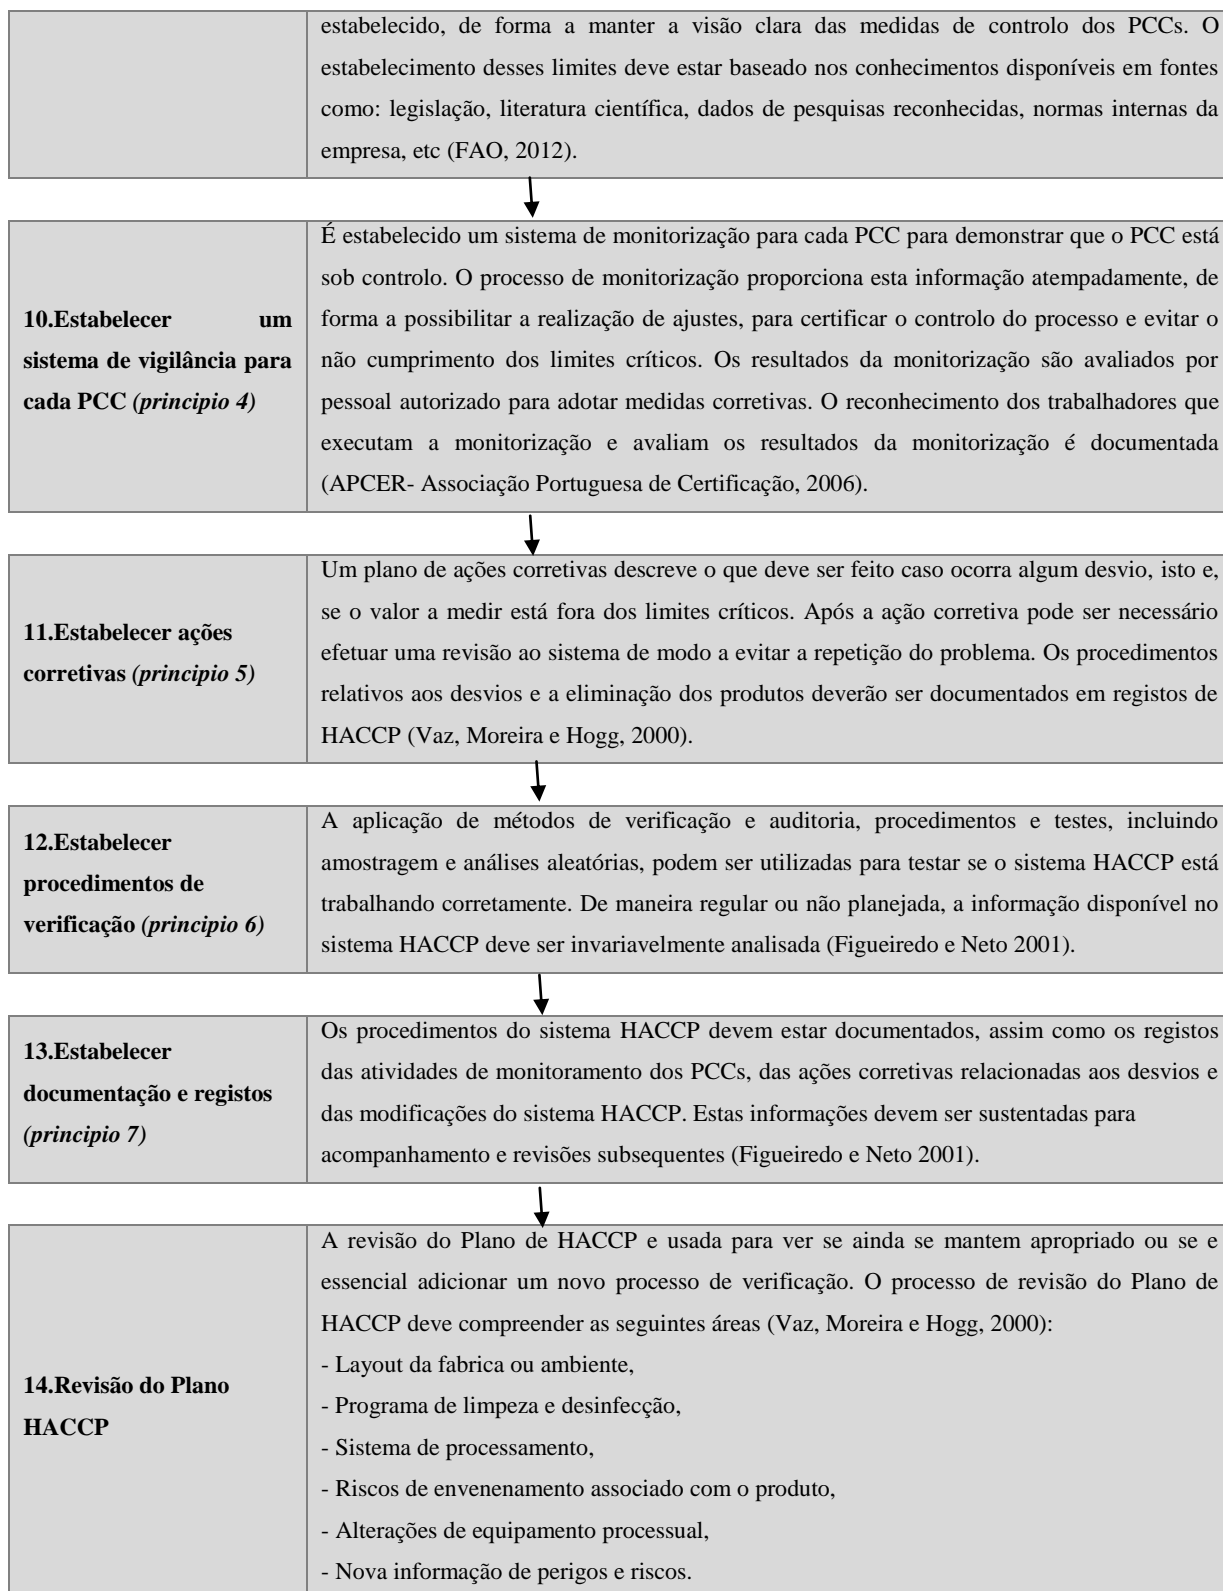 estabelecido, de forma a manter a visão clara das medidas de controlo dos PCCs. O
estabelecimento desses limites deve estar baseado nos conhecimentos disponíveis em fontes
como: legislação, literatura científica, dados de pesquisas reconhecidas, normas internas da
empresa, etc (FAO, 2012).
10.Estabelecer um
sistema de vigilância para
cada PCC (principio 4)
É estabelecido um sistema de monitorização para cada PCC para demonstrar que o PCC está
sob controlo. O processo de monitorização proporciona esta informação atempadamente, de
forma a possibilitar a realização de ajustes, para certificar o controlo do processo e evitar o
não cumprimento dos limites críticos. Os resultados da monitorização são avaliados por
pessoal autorizado para adotar medidas corretivas. O reconhecimento dos trabalhadores que
executam a monitorização e avaliam os resultados da monitorização é documentada
(APCER- Associação Portuguesa de Certificação, 2006).
11.Estabelecer ações
corretivas (principio 5)
Um plano de ações corretivas descreve o que deve ser feito caso ocorra algum desvio, isto e,
se o valor a medir está fora dos limites críticos. Após a ação corretiva pode ser necessário
efetuar uma revisão ao sistema de modo a evitar a repetição do problema. Os procedimentos
relativos aos desvios e a eliminação dos produtos deverão ser documentados em registos de
HACCP (Vaz, Moreira e Hogg, 2000).
12.Estabelecer
procedimentos de
verificação (principio 6)
A aplicação de métodos de verificação e auditoria, procedimentos e testes, incluindo
amostragem e análises aleatórias, podem ser utilizadas para testar se o sistema HACCP está
trabalhando corretamente. De maneira regular ou não planejada, a informação disponível no
sistema HACCP deve ser invariavelmente analisada (Figueiredo e Neto 2001).
13.Estabelecer
documentação e registos
(principio 7)
Os procedimentos do sistema HACCP devem estar documentados, assim como os registos
das atividades de monitoramento dos PCCs, das ações corretivas relacionadas aos desvios e
das modificações do sistema HACCP. Estas informações devem ser sustentadas para
acompanhamento e revisões subsequentes (Figueiredo e Neto 2001).
14.Revisão do Plano
HACCP
A revisão do Plano de HACCP e usada para ver se ainda se mantem apropriado ou se e
essencial adicionar um novo processo de verificação. O processo de revisão do Plano de
HACCP deve compreender as seguintes áreas (Vaz, Moreira e Hogg, 2000):
- Layout da fabrica ou ambiente,
- Programa de limpeza e desinfecção,
- Sistema de processamento,
- Riscos de envenenamento associado com o produto,
- Alterações de equipamento processual,
- Nova informação de perigos e riscos.